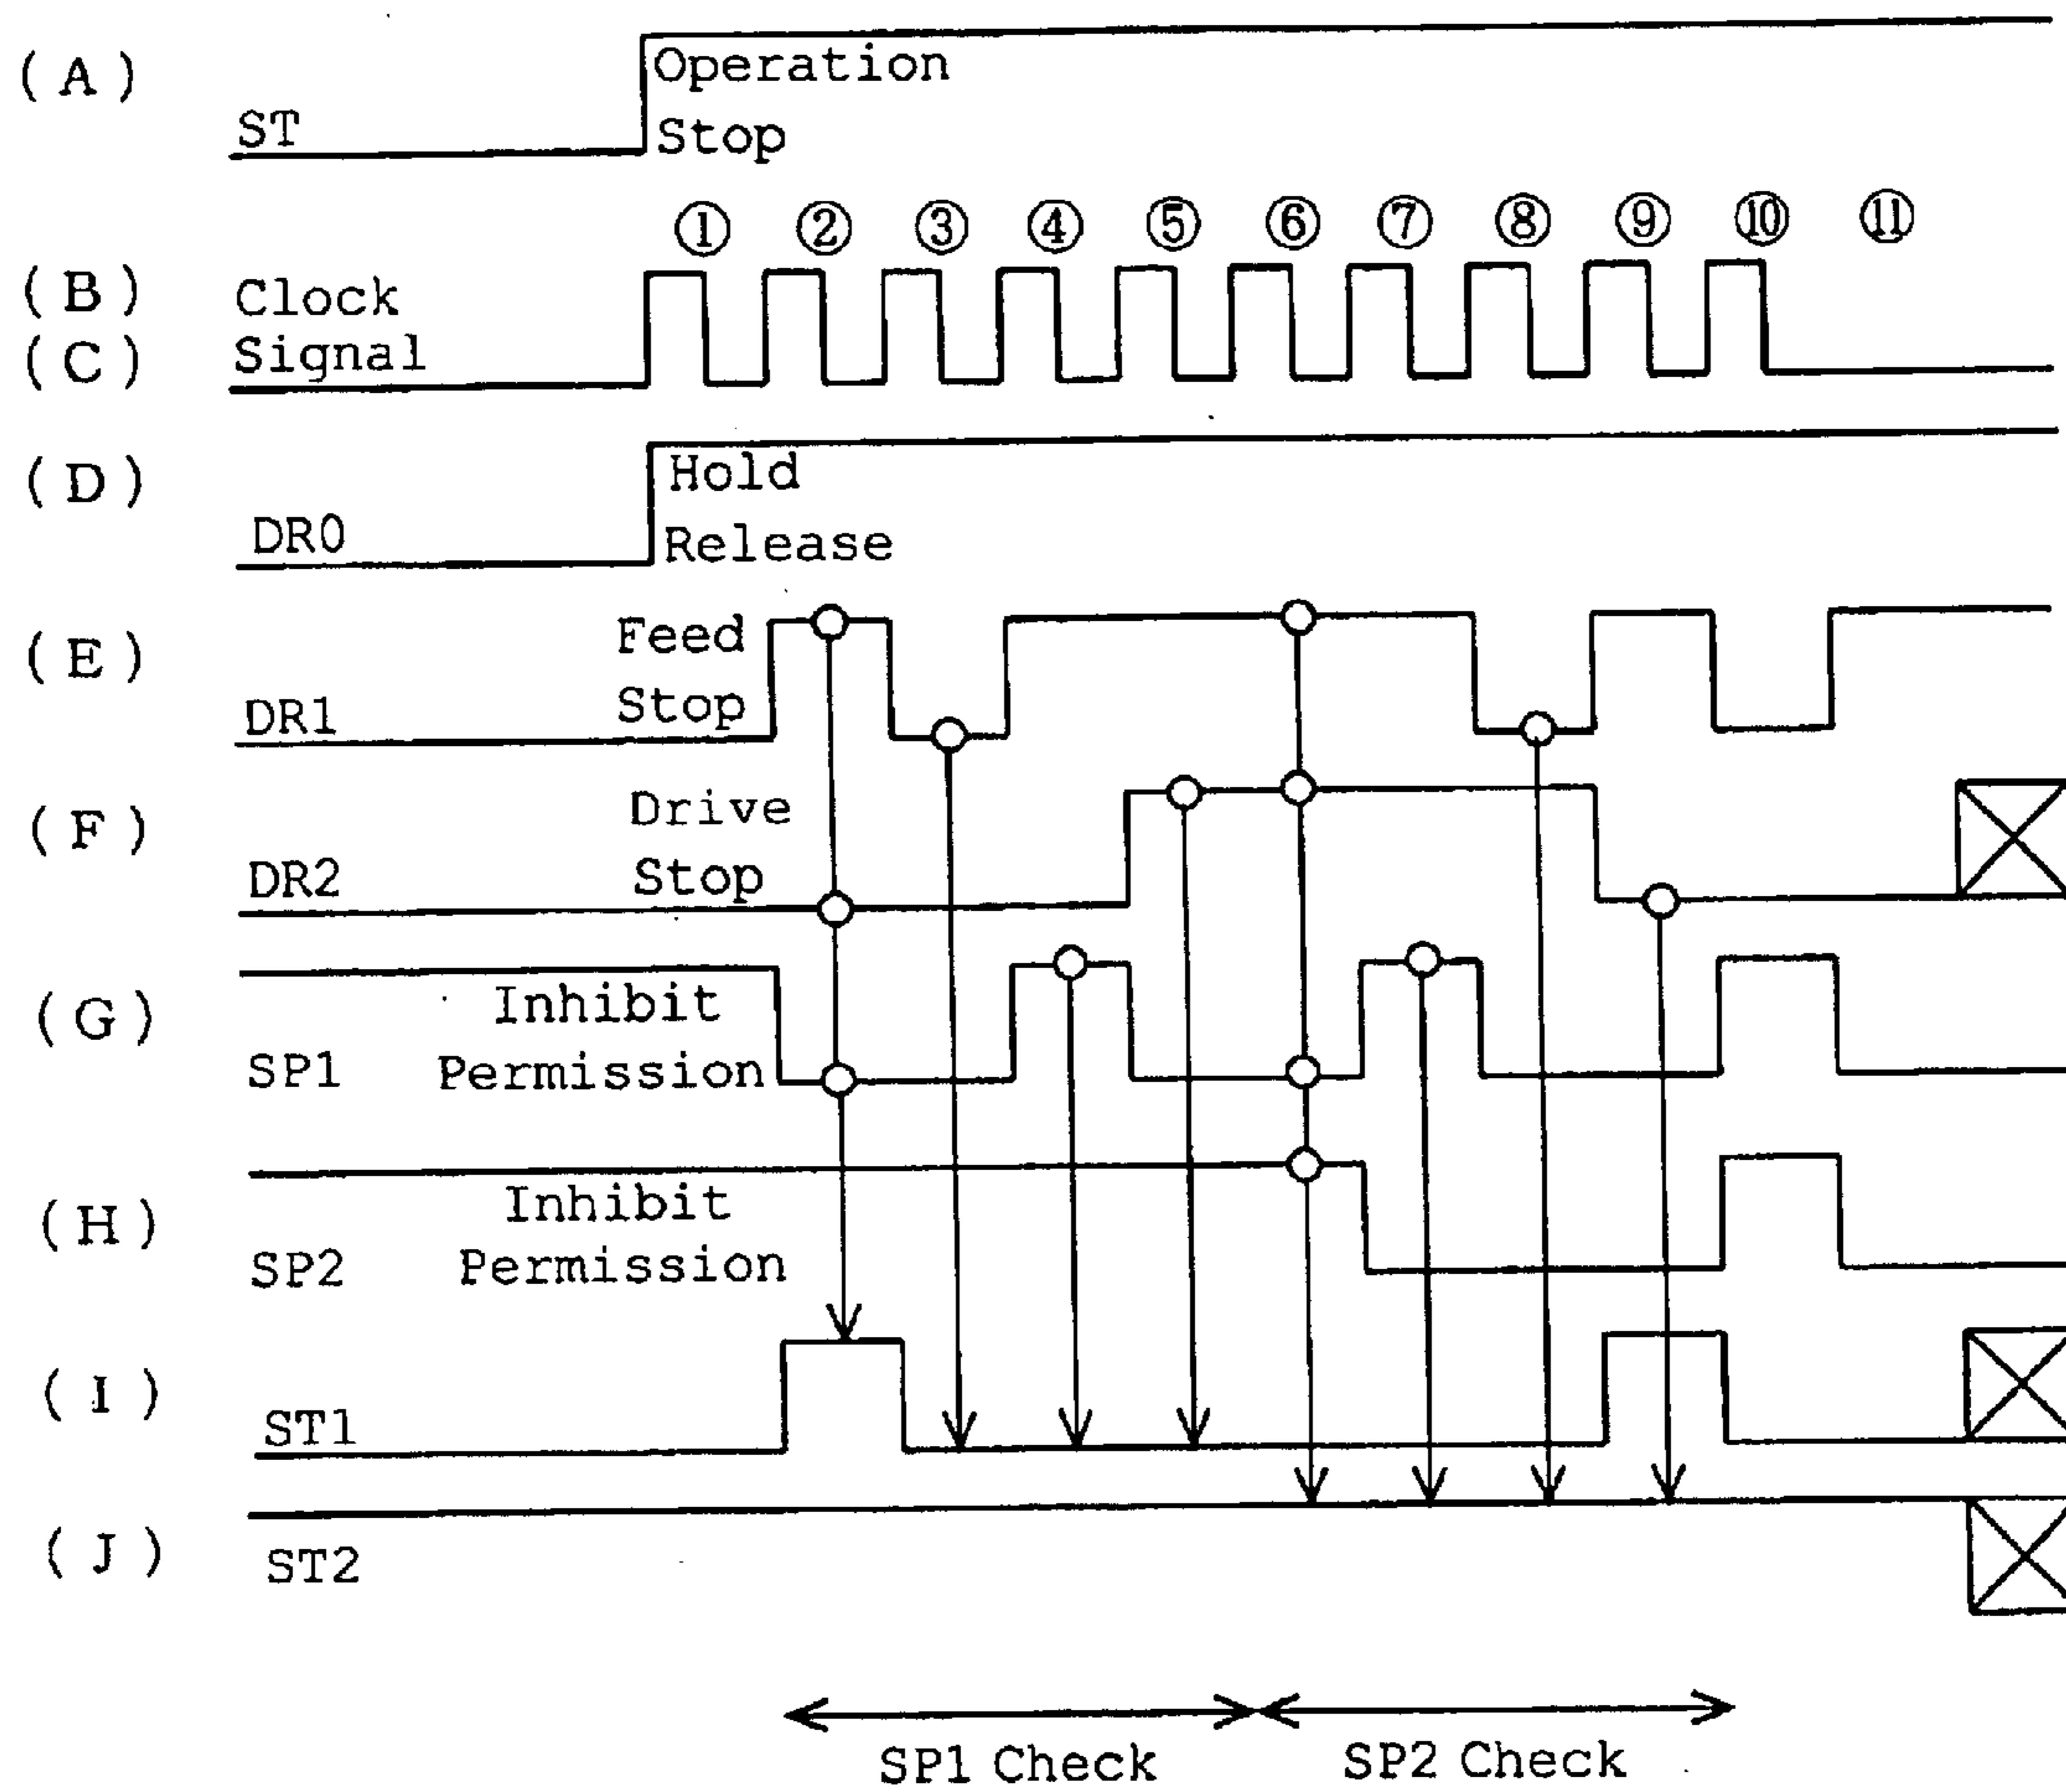 (A)
Operation
Stop
ST
① ② ③ ④ ⑤ ⑥ ⑦ ⑧ ⑨ ⑩ ⑪
(B)
Clock
(C)
Signal
(D)
Hold
DR0
Release
(E)
Feed
Stop
DR1
(F)
Drive
DR2
Stop
(G)
Inhibit
SP1
Permission
(H)
Inhibit
SP2
Permission
(I)
ST1
(J)
ST2
SP1 Check
SP2 Check